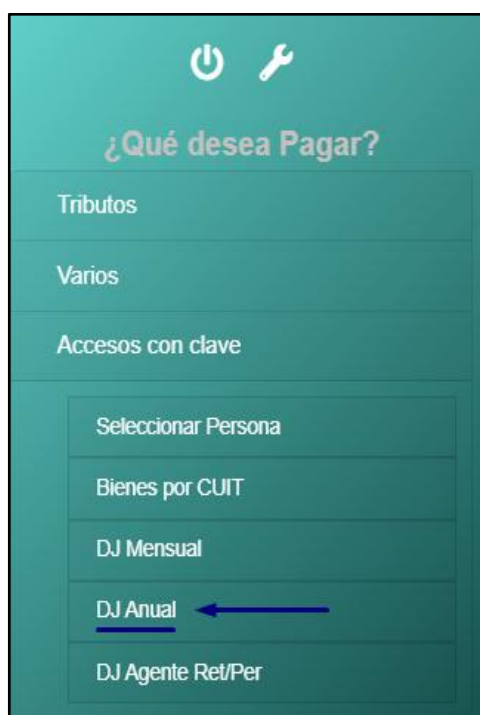 ¿Qué desea Pagar?
Tributos
Varios
Accesos con clave
Seleccionar Persona
Bienes por CUIT
DJ Mensual
DJ Anual
DJ Agente Ret/Per